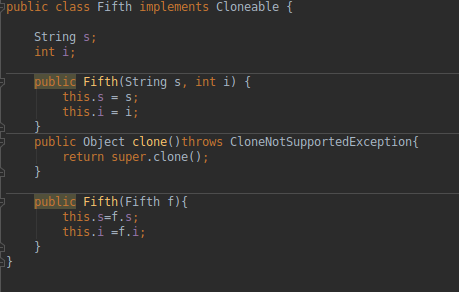 public class Fifth implements Cloneable {
String s;
int i;
public Fifth(String s, int i) {
this.s = s;
this.i = i;
}
public Object clone()throws CloneNotSupportedException{
return super.clone();
}
public Fifth(Fifth f){
this.s=f.s;
this.i =f.i;
}
}